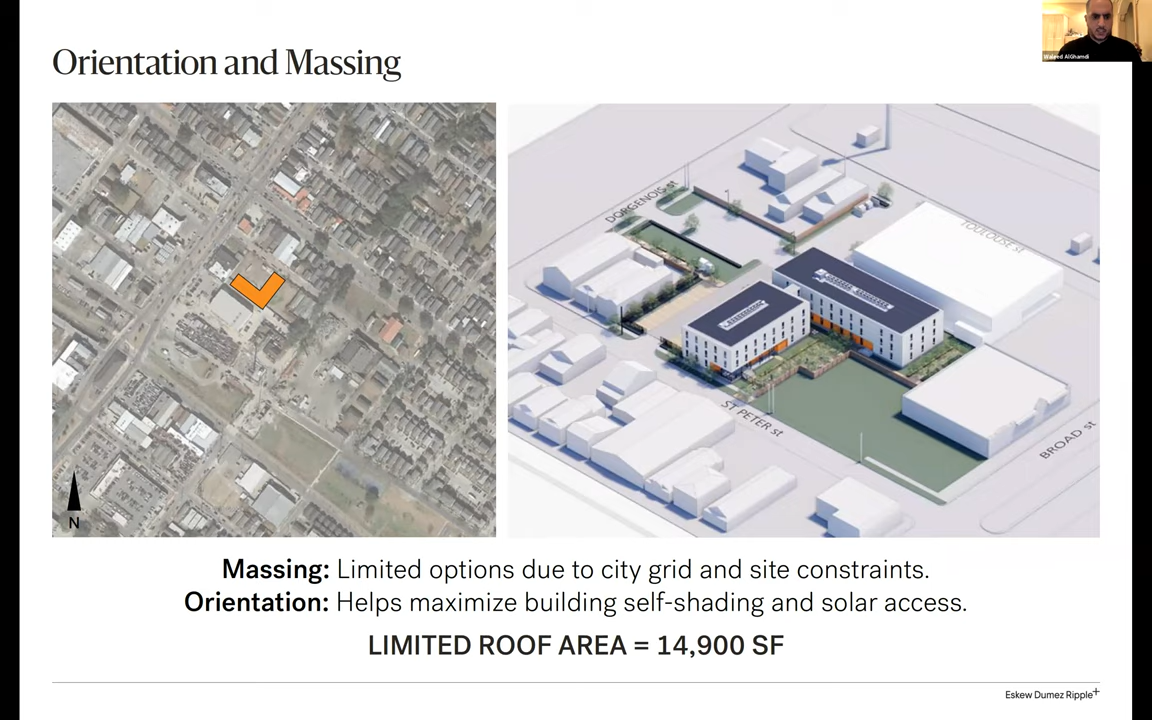 Waleed AlGhamdi
Orientation and Massing
DORGENOIS st
TOULOUSE st
ST PETER st
BROAD st
N
Massing: Limited options due to city grid and site constraints.
Orientation: Helps maximize building self-shading and solar access.
LIMITED ROOF AREA = 14,900 SF
Eskew Dumez Ripple+